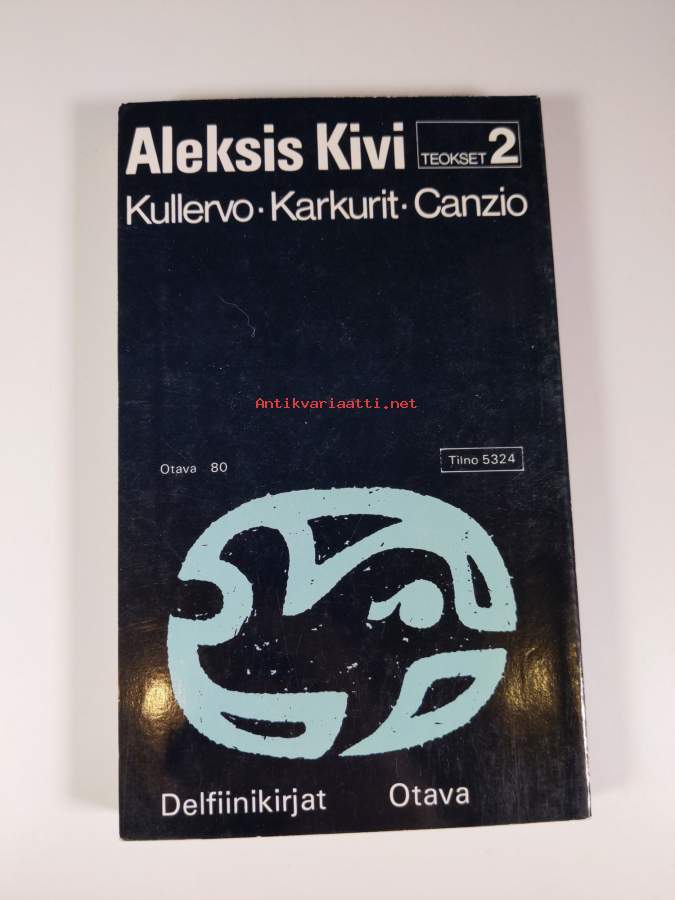 Aleksis Kivi TEOKSET 2
Kullervo · Karkurit · Canzio
Antikvariaatti.net
Otava 80 Tilno 5324
Delfiinikirjat Otava